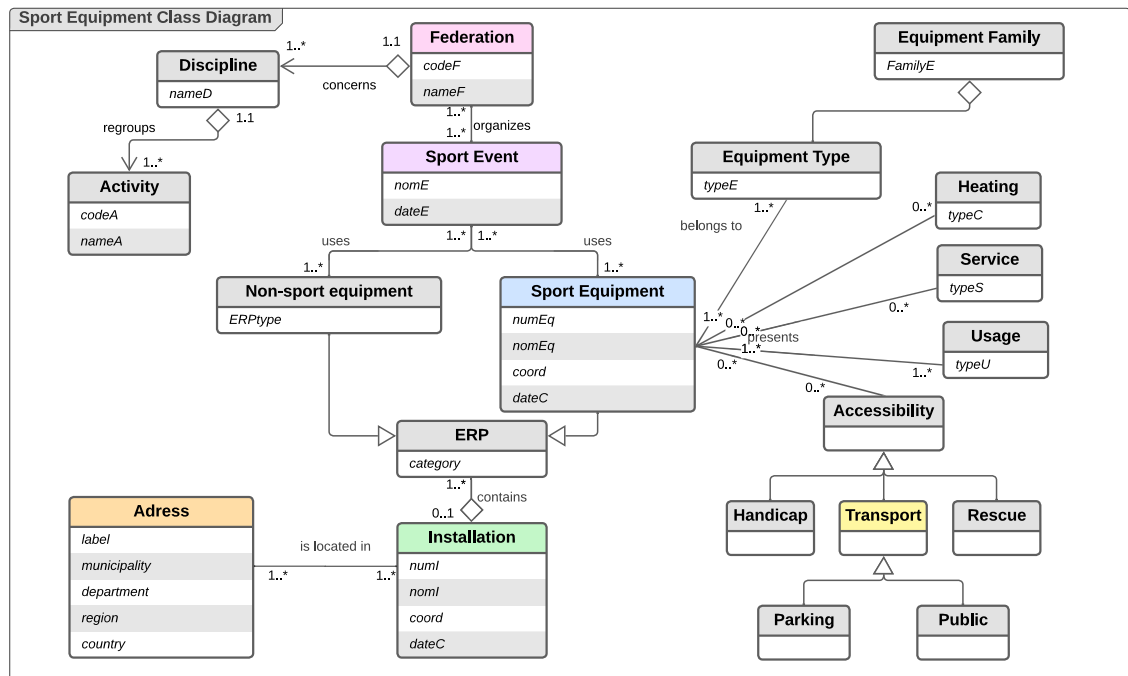 Sport Equipment Class Diagram
Federation
codeF
nameF
1..*
1.1
concerns
Discipline
nameD
1.1
regroups
1..*
Activity
codeA
nameA
1..*
organizes
1..*
Sport Event
nomE
dateE
uses
1..*
1..*
uses
1..*
1..*
Non-sport equipment
ERPtype
Sport Equipment
numEq
nomEq
coord
dateC
Equipment Family
FamilyE
Equipment Type
typeE
1..*
belongs to
1..*
Heating
typeC
0..*
0..*
Service
typeS
0..*
0..*
presents
Usage
typeU
1..*
1..*
0..*
0..*
Accessibility
Handicap
Transport
Rescue
Parking
Public
ERP
category
1..*
contains
0..1
Installation
numI
nomI
coord
dateC
is located in
1..*
1..*
Adress
label
municipality
department
region
country